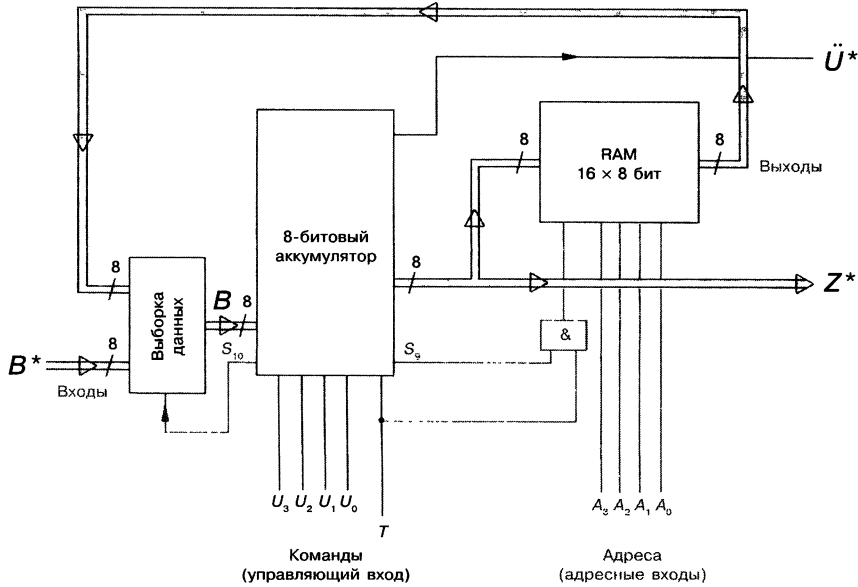 Ü*
8
RAM
16 × 8 бит
8
Выходы
8-битовый
аккумулятор
8
8
Выборка
данных
B
8
Z*
B*
8
Входы
S₁₀
S₉
&
U₃ U₂ U₁ U₀
T
A₃ A₂ A₁ A₀
Команды
(управляющий вход)
Адреса
(адресные входы)